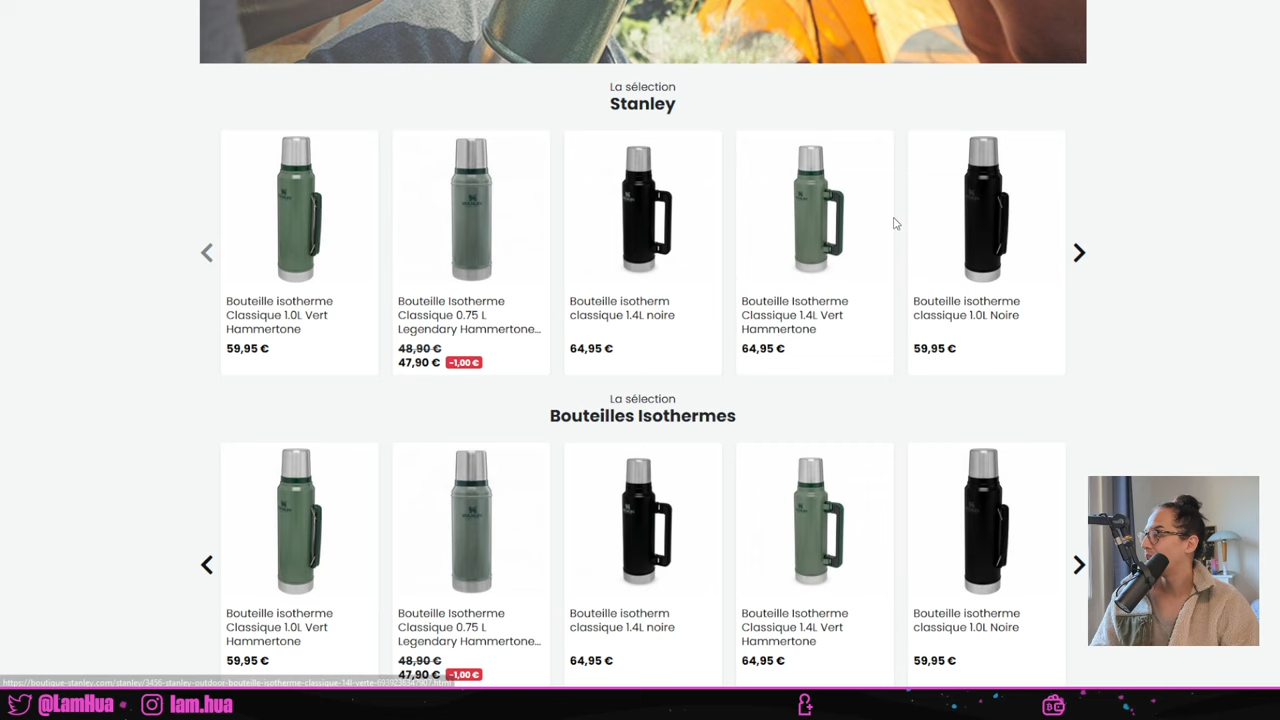 La sélection
Stanley
Bouteille isotherme
Classique 1.0L Vert
Hammertone
59,95 €
Bouteille Isotherme
Classique 0.75 L
Legendary Hammertone...
48,90 €
47,90 € -1,00 €
Bouteille isotherm
classique 1.4L noire
64,95 €
Bouteille Isotherme
Classique 1.4L Vert
Hammertone
64,95 €
Bouteille isotherme
classique 1.0L Noire
59,95 €
La sélection
Bouteilles Isothermes
Bouteille isotherme
Classique 1.0L Vert
Hammertone
59,95 €
Bouteille Isotherme
Classique 0.75 L
Legendary Hammertone...
48,90 €
47,90 € -1,00 €
Bouteille isotherm
classique 1.4L noire
64,95 €
Bouteille Isotherme
Classique 1.4L Vert
Hammertone
64,95 €
Bouteille isotherme
classique 1.0L Noire
59,95 €
@LamHua lam.hua